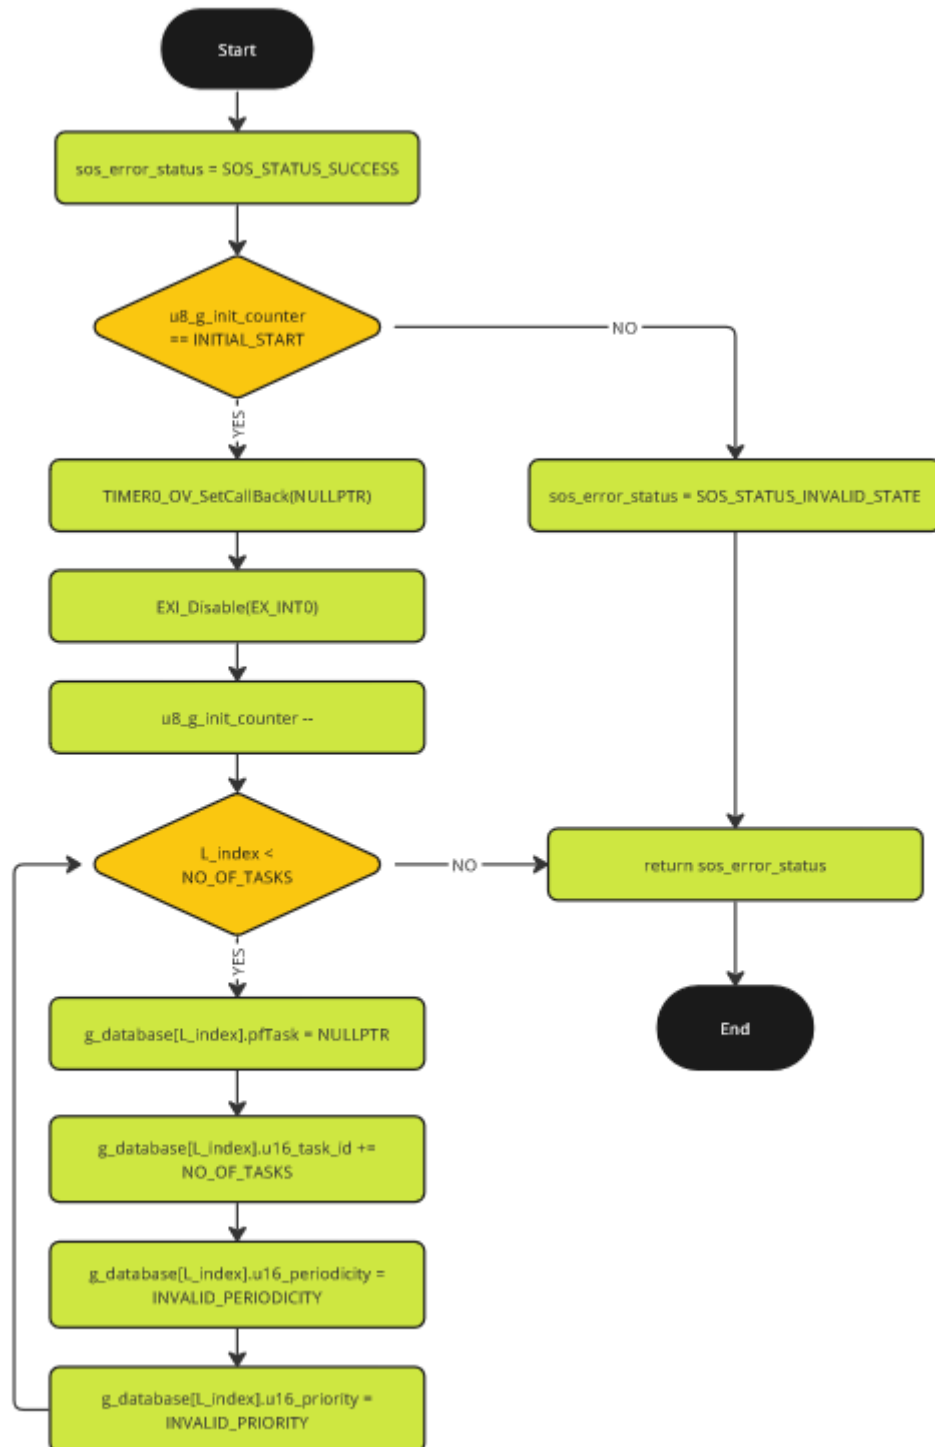 Start
sos_error_status = SOS_STATUS_SUCCESS
u8_g_init_counter
== INITIAL_START
NO
YES
TIMER0_OV_SetCallBack(NULLPTR)
sos_error_status = SOS_STATUS_INVALID_STATE
EXI_Disable(EX_INT0)
u8_g_init_counter --
L_index <
NO_OF_TASKS
NO
return sos_error_status
YES
g_database[L_index].pfTask = NULLPTR
End
g_database[L_index].u16_task_id +=
NO_OF_TASKS
g_database[L_index].u16_periodicity =
INVALID_PERIODICITY
g_database[L_index].u16_priority =
INVALID_PRIORITY